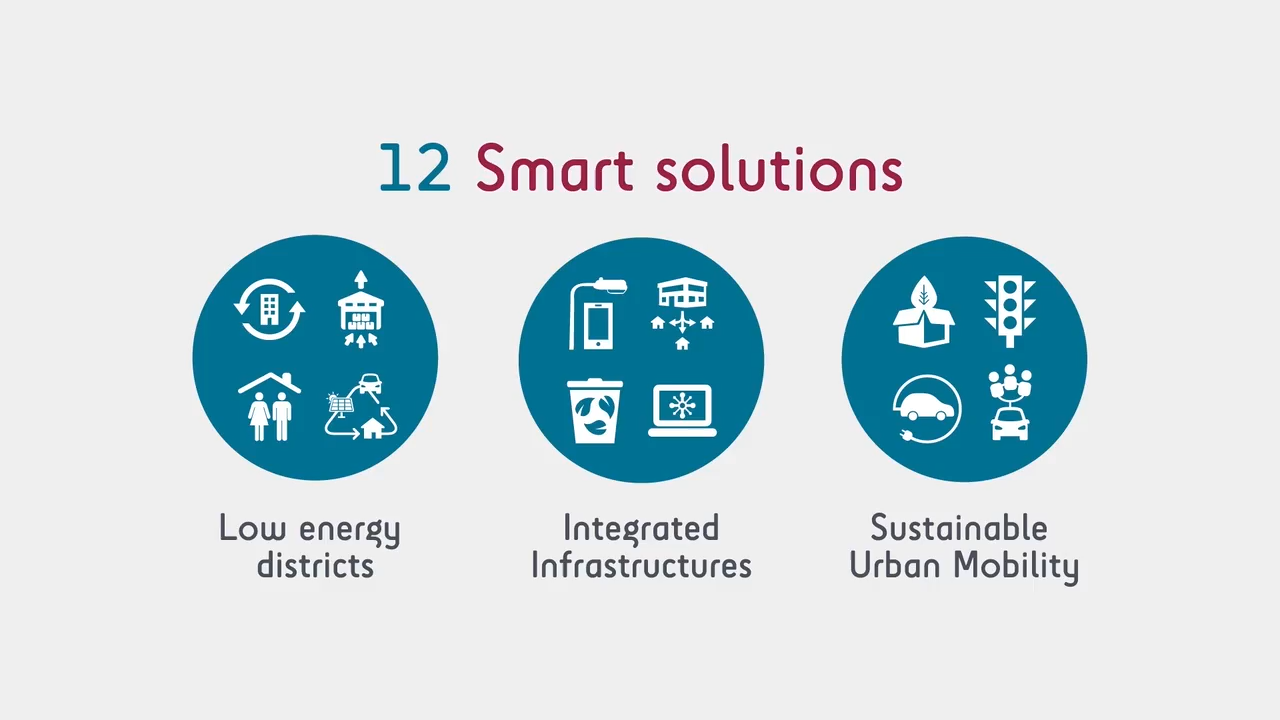 12 Smart solutions
Low energy
districts
Integrated
Infrastructures
Sustainable
Urban Mobility